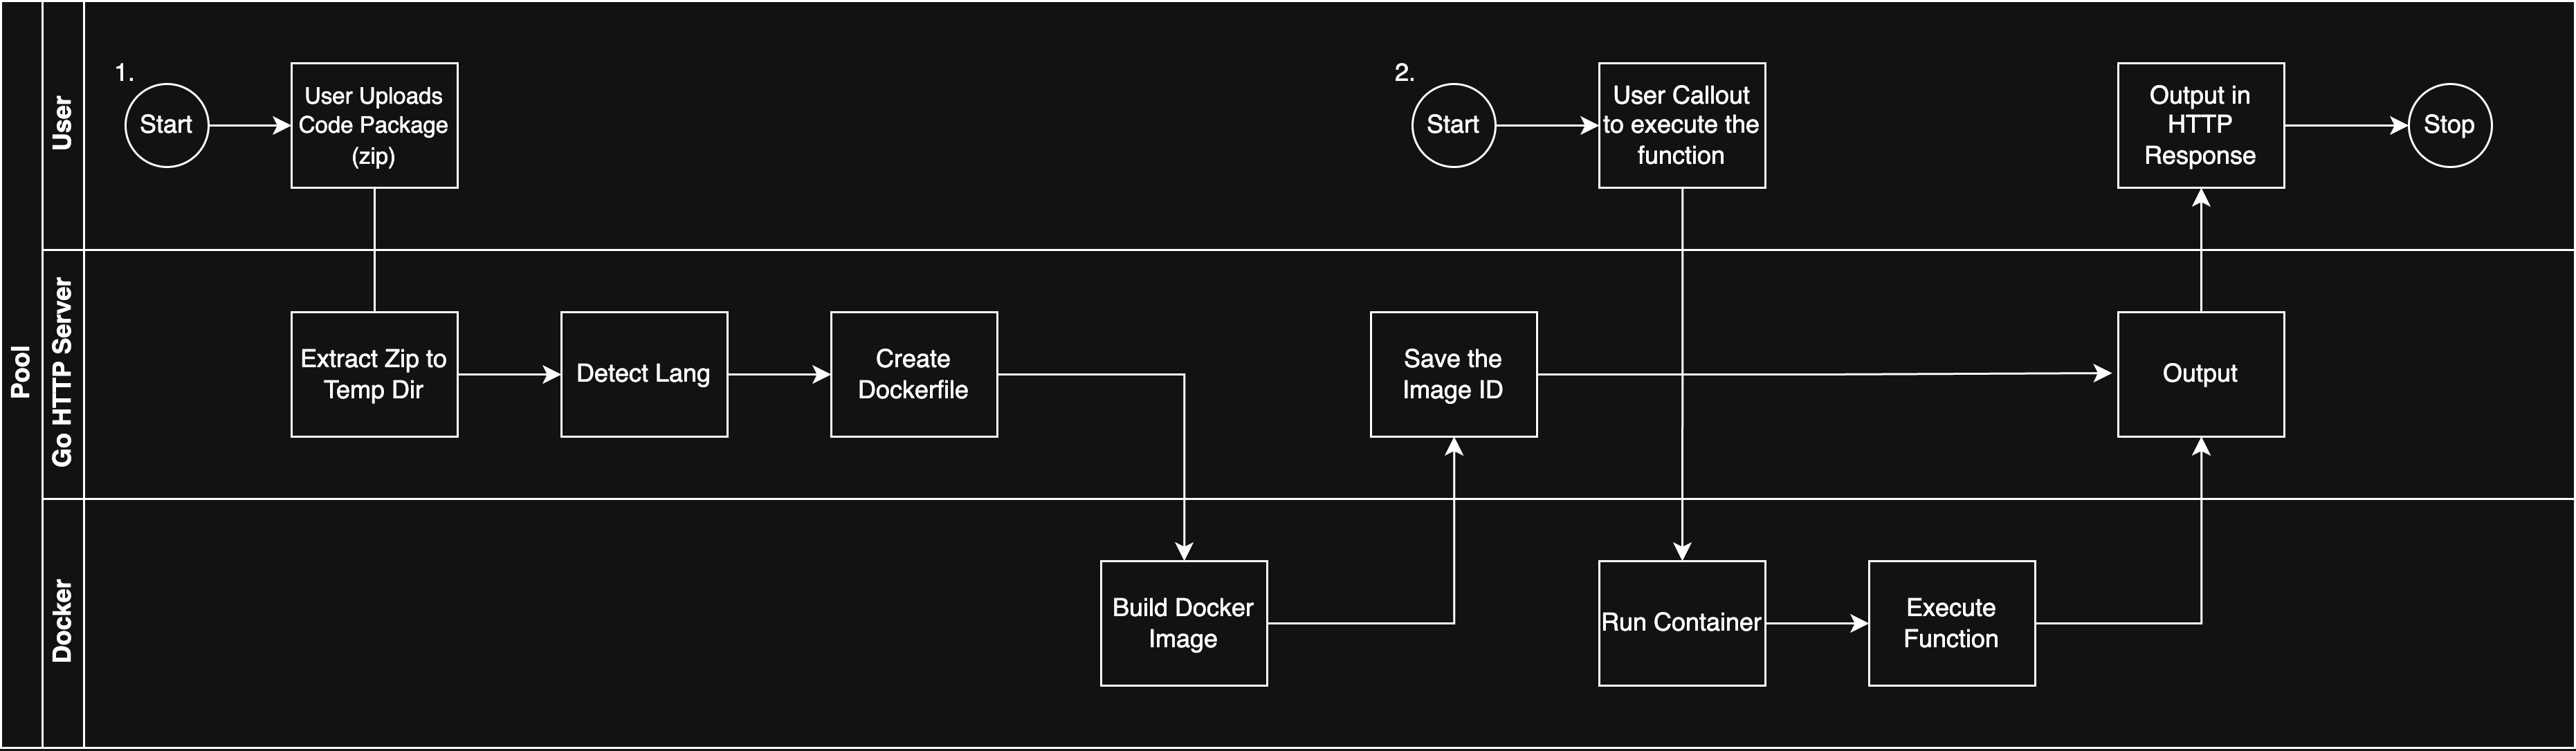 Pool
User
Go HTTP Server
Docker
1.
Start
User Uploads
Code Package
(zip)
2.
Start
User Callout
to execute the
function
Output in
HTTP
Response
Stop
Extract Zip to
Temp Dir
Detect Lang
Create
Dockerfile
Save the
Image ID
Output
Build Docker
Image
Run Container
Execute
Function